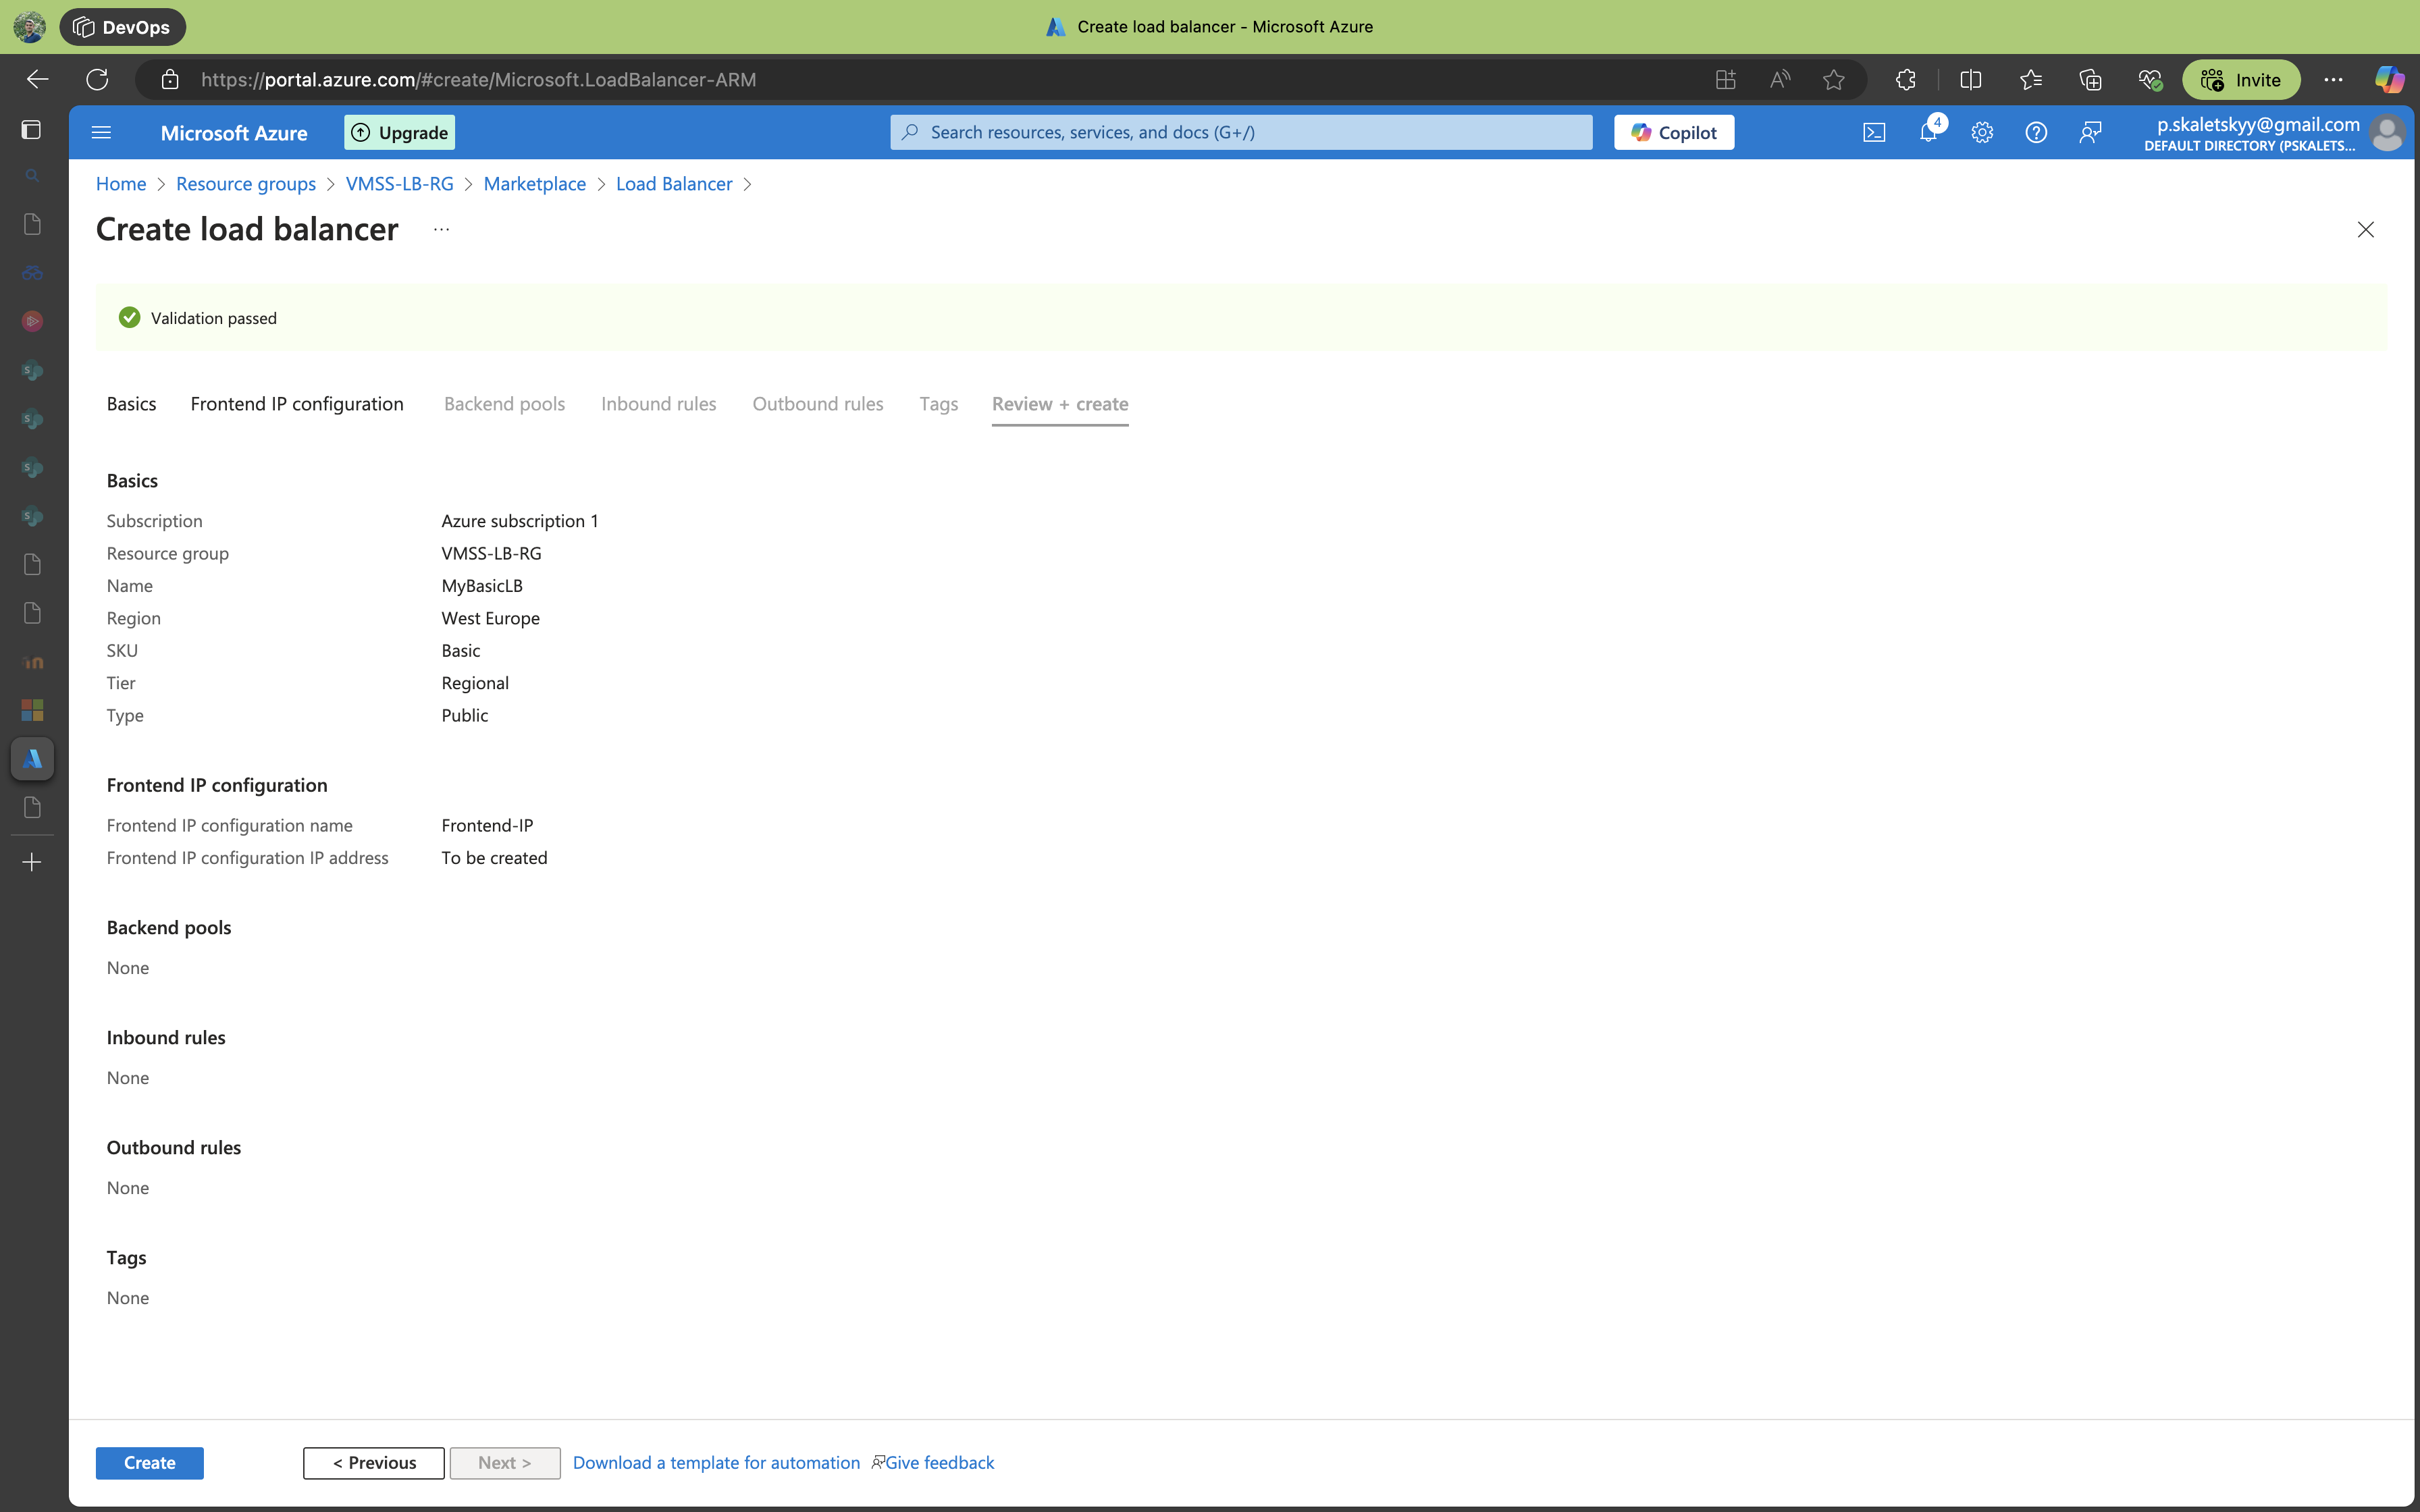 DevOps
Create load balancer - Microsoft Azure
https://portal.azure.com/#create/Microsoft.LoadBalancer-ARM
Invite
Microsoft Azure
Upgrade
Search resources, services, and docs (G+/)
Copilot
4
p.skaletskyy@gmail.com
DEFAULT DIRECTORY (PSKALETS...
Home > Resource groups > VMSS-LB-RG > Marketplace > Load Balancer >
Create load balancer ...
Validation passed
Basics Frontend IP configuration Backend pools Inbound rules Outbound rules Tags Review + create
Basics
Subscription Azure subscription 1
Resource group VMSS-LB-RG
Name MyBasicLB
Region West Europe
SKU Basic
Tier Regional
Type Public
Frontend IP configuration
Frontend IP configuration name Frontend-IP
Frontend IP configuration IP address To be created
Backend pools
None
Inbound rules
None
Outbound rules
None
Tags
None
Create < Previous Next > Download a template for automation Give feedback